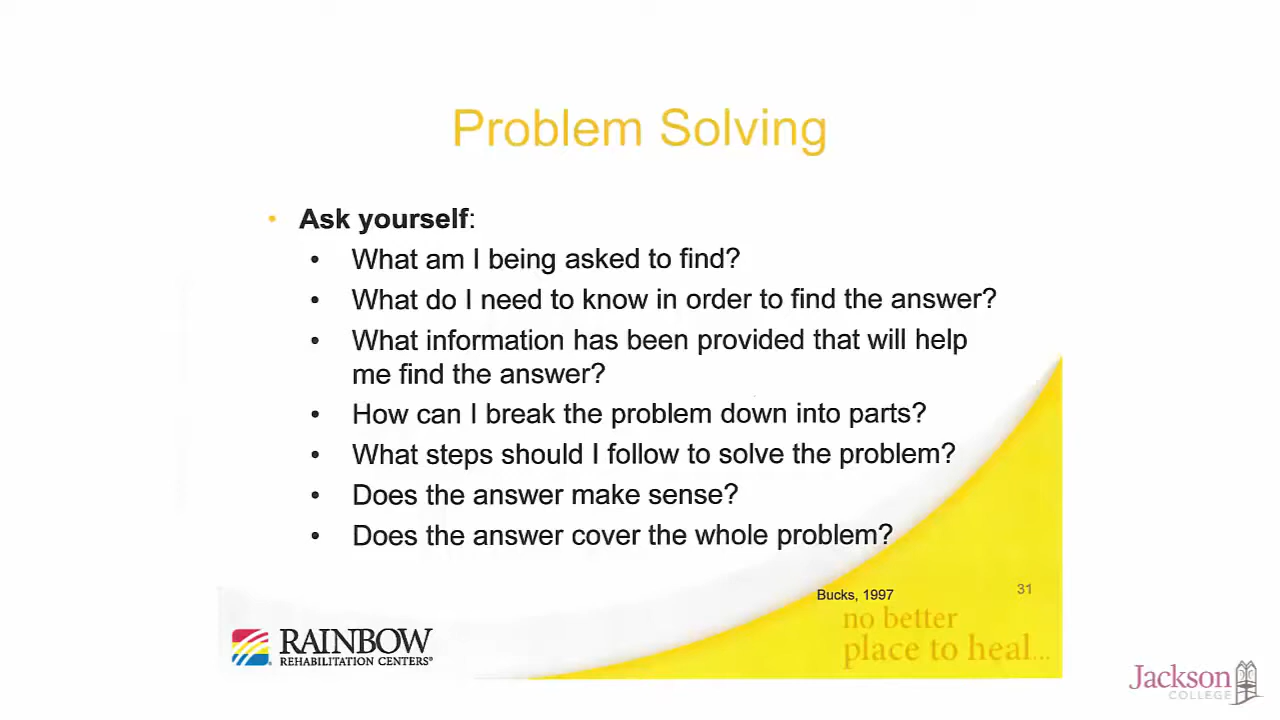 Problem Solving
• Ask yourself:
• What am I being asked to find?
• What do I need to know in order to find the answer?
• What information has been provided that will help
me find the answer?
• How can I break the problem down into parts?
• What steps should I follow to solve the problem?
• Does the answer make sense?
• Does the answer cover the whole problem?
Bucks, 1997
31
no better
place to heal...
RAINBOW
REHABILITATION CENTERS®
Jackson
COLLEGE